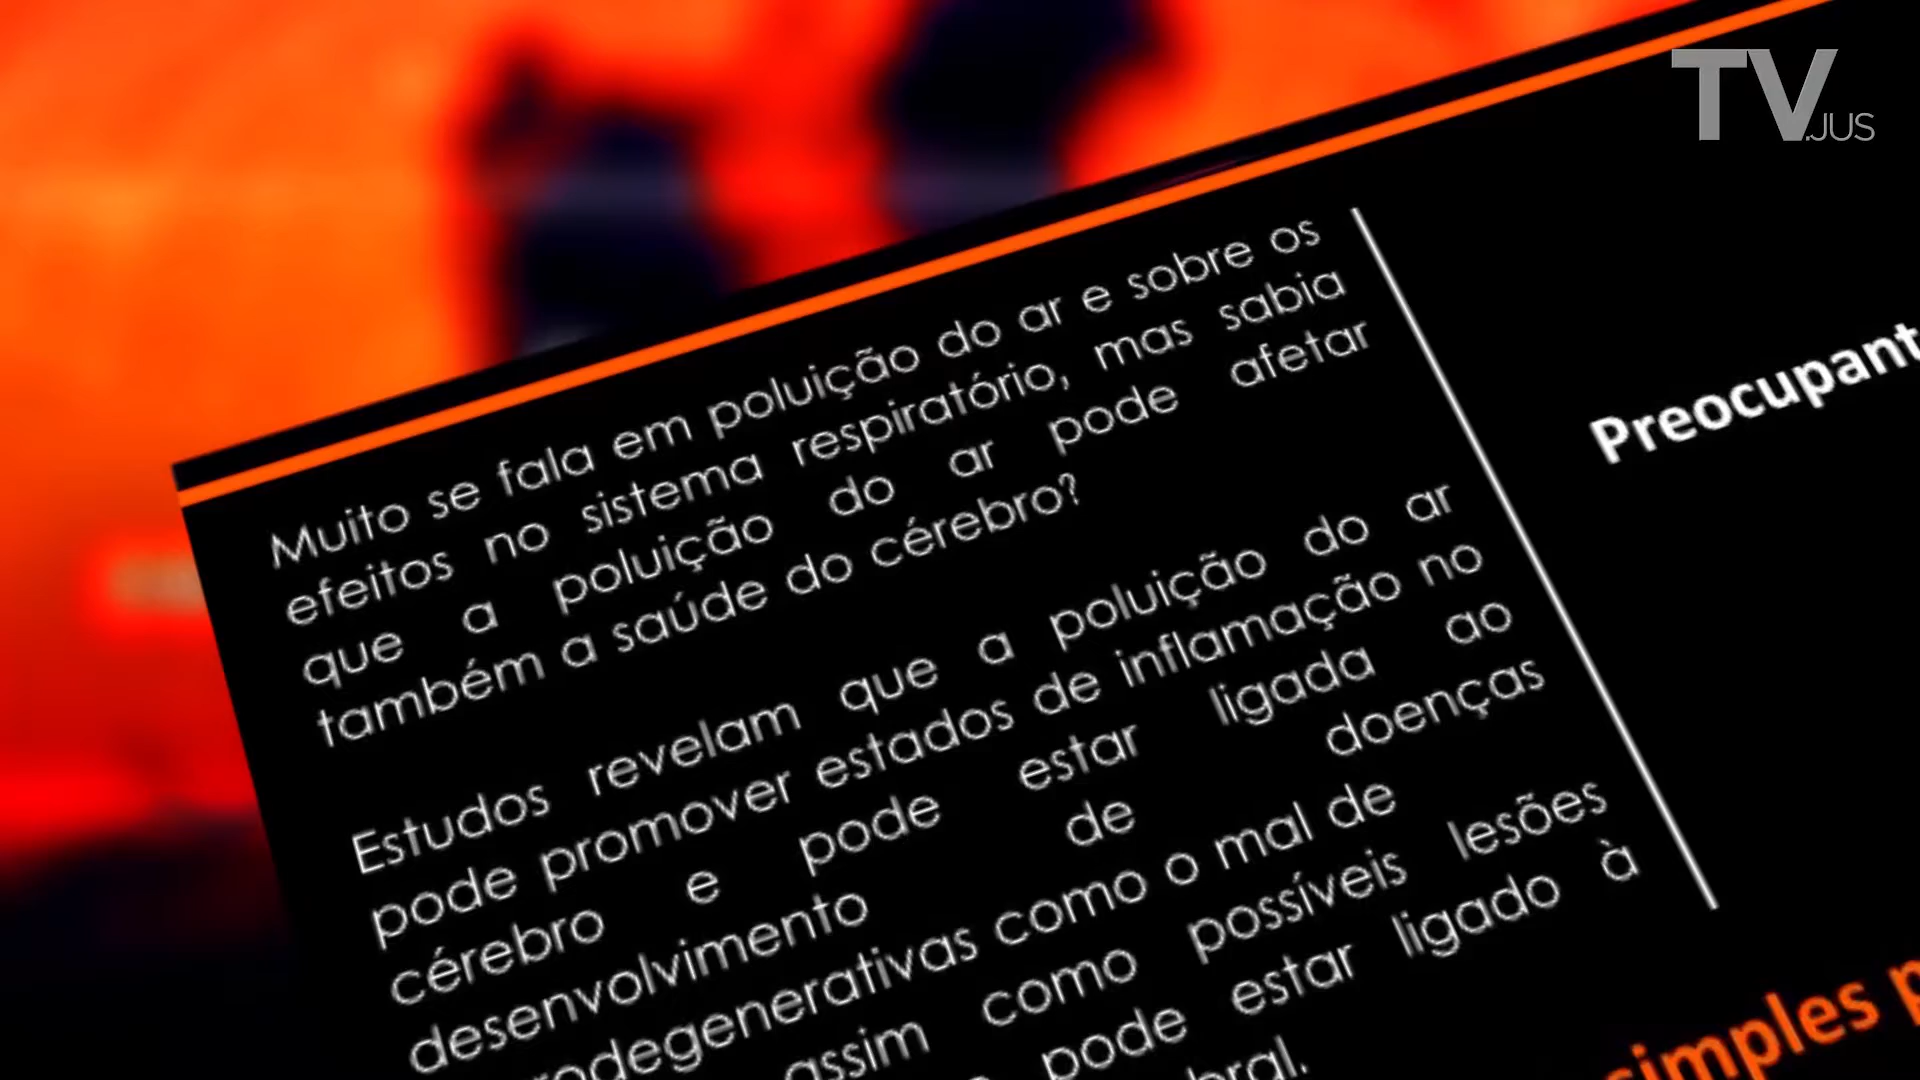 TV.JUS
Muito se fala em poluição do ar e sobre os
efeitos no sistema respiratório, mas sabia
que a poluição do ar pode afetar
também a saúde do cérebro?
Estudos revelam que a poluição do ar
pode promover estados de inflamação no
cérebro e pode estar ligada ao
desenvolvimento de doenças
rodegenerativas como o mal de
assim como possíveis lesões
pode estar ligado à
bral.
Preocupant
simples p